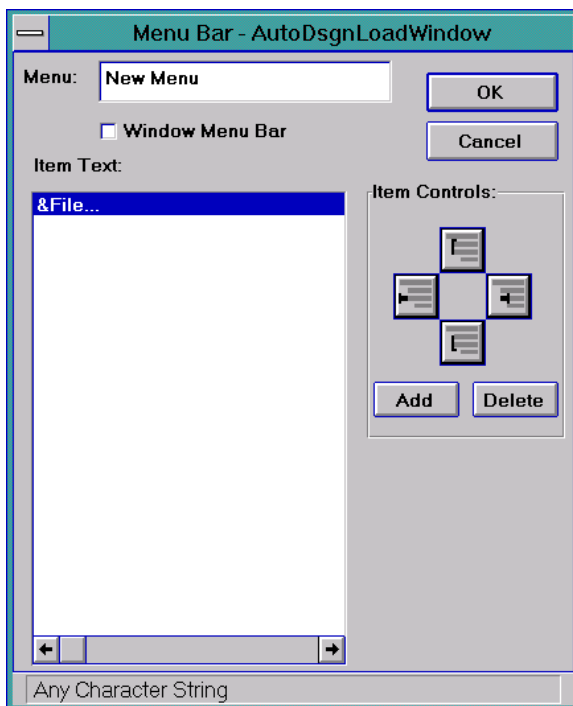 Menu Bar - AutoDsgnLoadWindow
Menu: New Menu
OK
Window Menu Bar
Cancel
Item Text:
Item Controls:
&File...
Add Delete
Any Character String